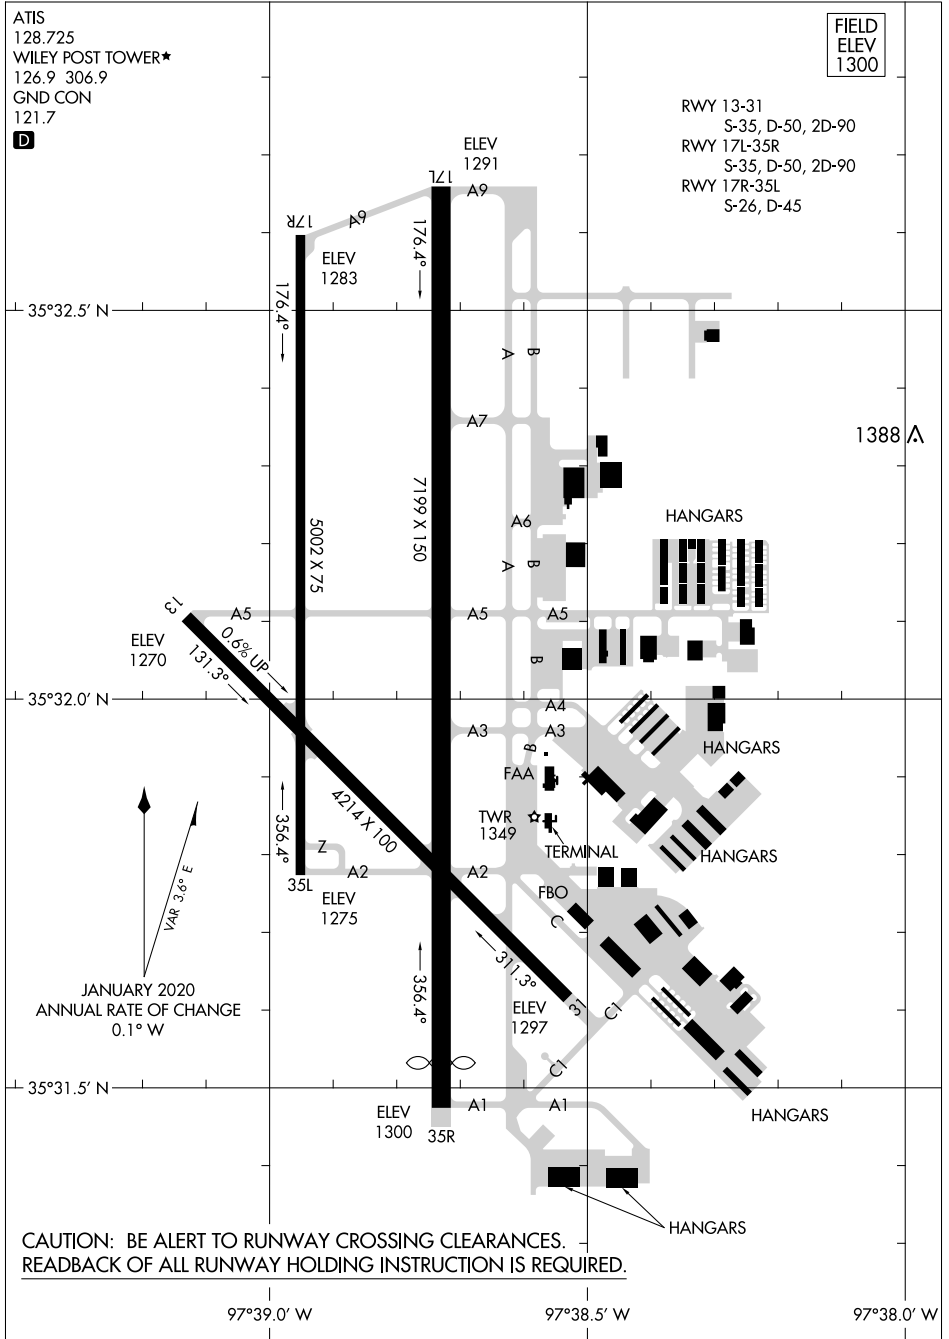 ATIS
128.725
WILEY POST TOWER★
126.9 306.9
GND CON
121.7
D
FIELD
ELEV
1300
RWY 13-31
S-35, D-50, 2D-90
RWY 17L-35R
S-35, D-50, 2D-90
RWY 17R-35L
S-26, D-45
ELEV
1291
17L
A9
17R
A9
ELEV
1283
176.4°
176.4°
35°32.5' N
A
B
A7
1388
7199 X 150
5002 X 75
A6
HANGARS
A
B
13
A5
A5
A5
ELEV
1270
0.6% UP
131.3°
B
35°32.0' N
A4
A3
A3
B
HANGARS
FAA
TWR
1349
TERMINAL
4214 X 100
356.4°
Z
A2
A2
HANGARS
35L
ELEV
1275
FBO
C
VAR 3.6° E
311.3°
356.4°
JANUARY 2020
ANNUAL RATE OF CHANGE
0.1° W
31
ELEV
1297
C1
C1
35°31.5' N
A1
A1
ELEV
1300
35R
HANGARS
HANGARS
CAUTION: BE ALERT TO RUNWAY CROSSING CLEARANCES.
READBACK OF ALL RUNWAY HOLDING INSTRUCTION IS REQUIRED.
97°39.0' W
97°38.5' W
97°38.0' W